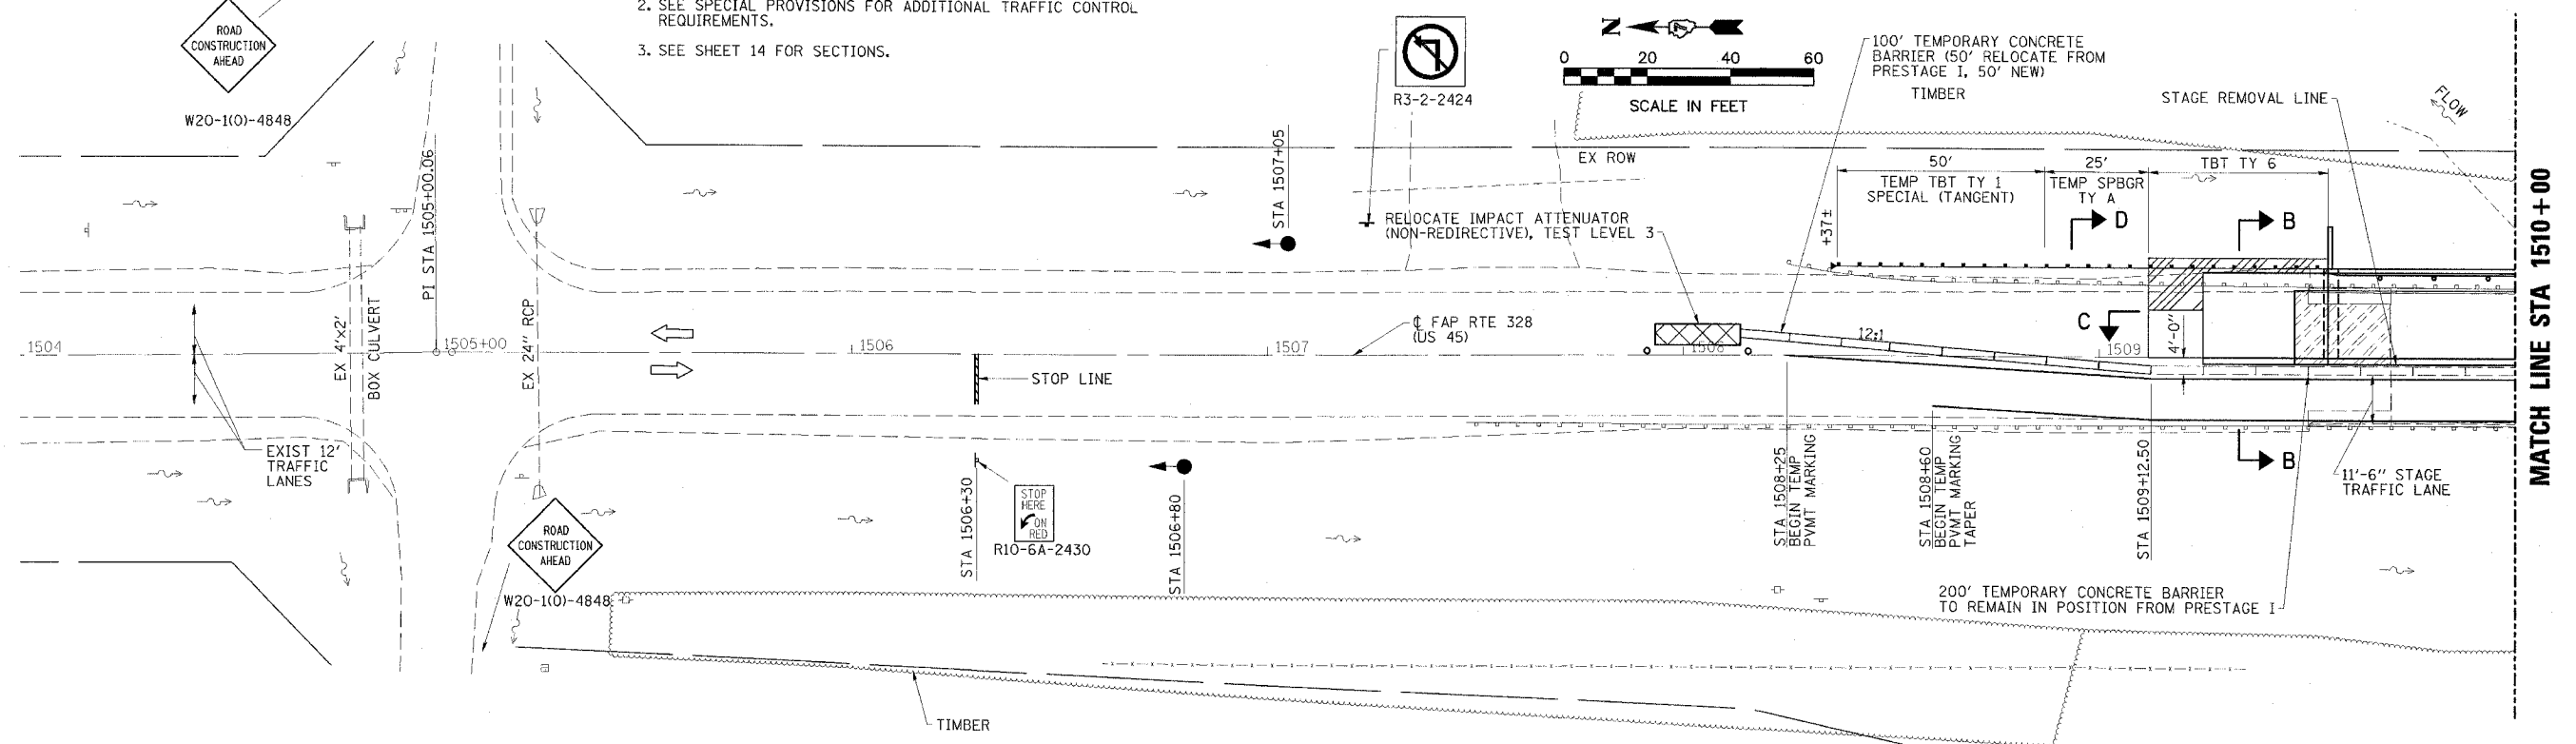 2. SEE SPECIAL PROVISIONS FOR ADDITIONAL TRAFFIC CONTROL
REQUIREMENTS.
3. SEE SHEET 14 FOR SECTIONS.
ROAD
CONSTRUCTION
AHEAD
W20-1(O)-4848
R3-2-2424
N
0 20 40 60
SCALE IN FEET
100' TEMPORARY CONCRETE
BARRIER (50' RELOCATE FROM
PRESTAGE I, 50' NEW)
TIMBER
STAGE REMOVAL LINE
FLOW
EX ROW
50'
TEMP TBT TY 1
SPECIAL (TANGENT)
25'
TEMP SPBGR
TY A
TBT TY 6
PI STA 1505+00.06
STA 1507+05
RELOCATE IMPACT ATTENUATOR
(NON-REDIRECTIVE), TEST LEVEL 3
+37±
D
B
MATCH LINE STA 1510+00
EX 4'x2'
BOX CULVERT
EX 24" RCP
℄ FAP RTE 328
(US 45)
12:1
C
4'-0"
1504
1505+00
1506
1507
1508
1509
STOP LINE
EXIST 12'
TRAFFIC
LANES
STA 1506+30
STOP
HERE
ON
RED
R10-6A-2430
STA 1506+80
STA 1508+25
BEGIN TEMP
PVMT MARKING
STA 1508+60
BEGIN TEMP
PVMT MARKING
TAPER
STA 1509+12.50
B
11'-6" STAGE
TRAFFIC LANE
ROAD
CONSTRUCTION
AHEAD
W20-1(O)-4848
200' TEMPORARY CONCRETE BARRIER
TO REMAIN IN POSITION FROM PRESTAGE I
TIMBER